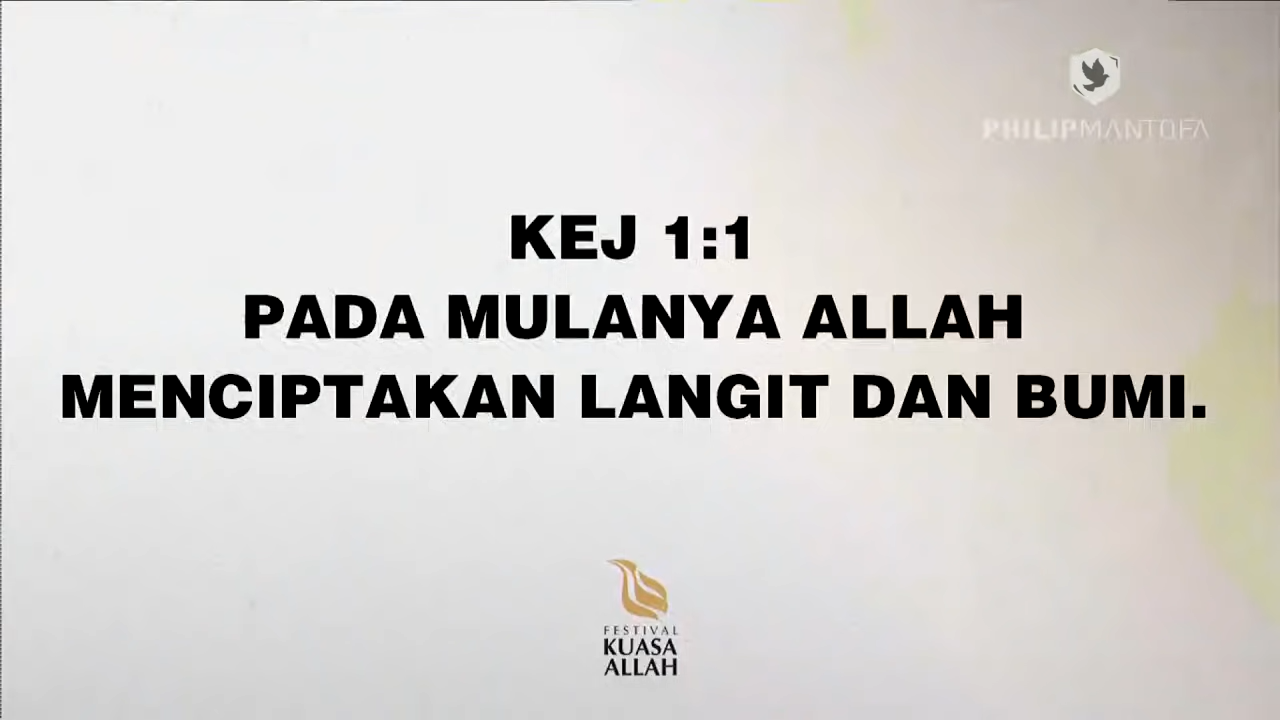 PHILIPMANTOFA
KEJ 1:1
PADA MULANYA ALLAH
MENCIPTAKAN LANGIT DAN BUMI.
FESTIVAL
KUASA
ALLAH